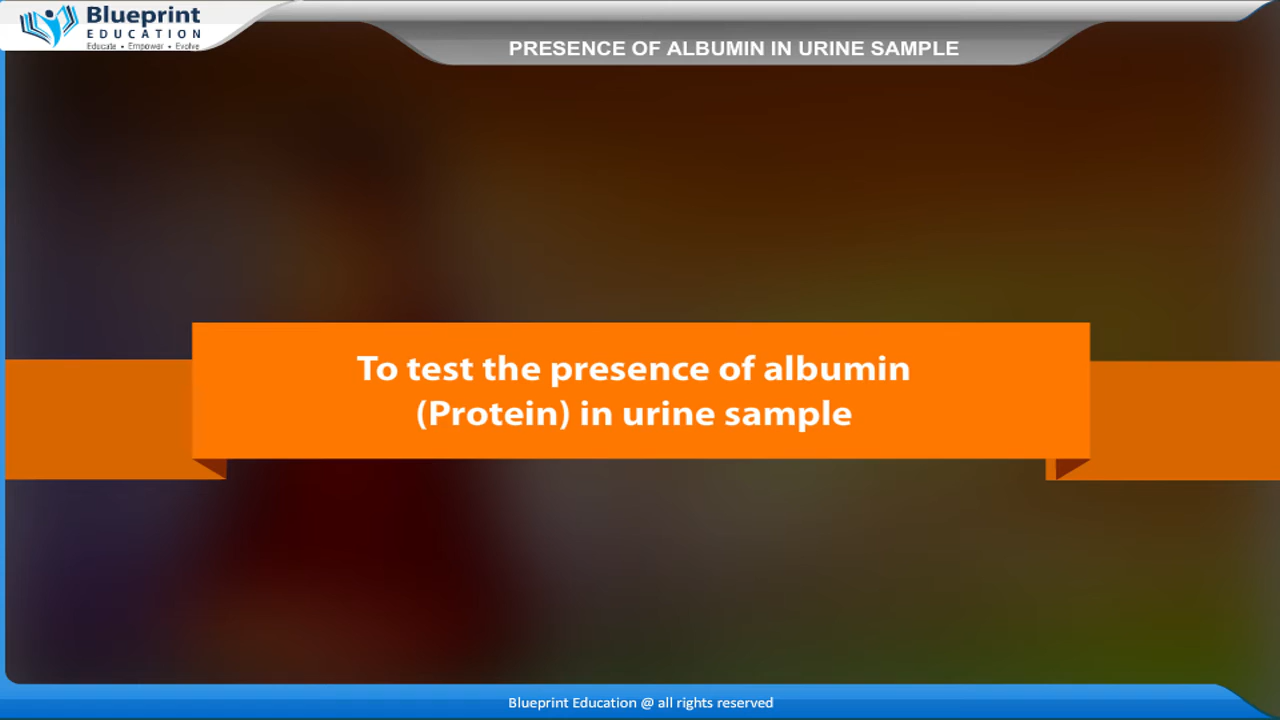 Blueprint
EDUCATION
Educate • Empower • Evolve
PRESENCE OF ALBUMIN IN URINE SAMPLE
To test the presence of albumin
(Protein) in urine sample
Blueprint Education @ all rights reserved